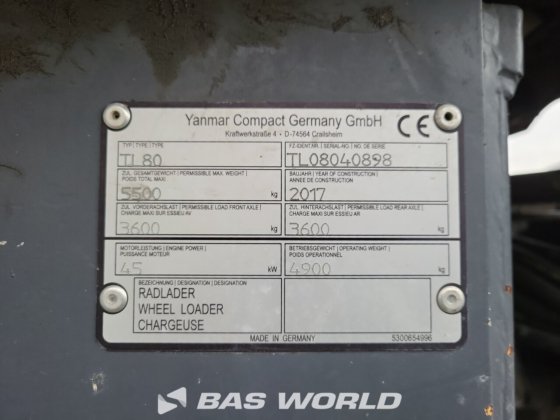 Yanmar Compact Germany GmbH
Kraftwerkstraße 4 • D-74564 Crailsheim
CE
TYP | TYPE | TYPE
TL80
FZ-IDENT.NR. | SERIAL-NO. | NO DE SERIE
TL08040898
ZUL. GESAMTGEWICHT | PERMISSIBLE MAX. WEIGHT |
POIDS TOTAL MAXI
5500 kg
BAUJAHR | YEAR OF CONSTRUCTION |
ANNEE DE CONSTRUCTION
2017
ZUL. VORDERACHSLAST | PERMISSIBLE LOAD FRONT AXLE |
CHARGE MAXI SUR ESSIEU AV
3600 kg
ZUL. HINTERACHSLAST | PERMISSIBLE LOAD REAR AXLE |
CHARGE MAXI SUR ESSIEU AR
3600 kg
MOTORLEISTUNG | ENGINE POWER |
PUISSANCE MOTEUR
45 kW
BETRIEBSGEWICHT | OPERATING WEIGHT |
POIDS OPERATIONNEL
4900 kg
BEZEICHNUNG | DESIGNATION | DESIGNATION
RADLADER
WHEEL LOADER
CHARGEUSE
MADE IN GERMANY
5300654996
BAS WORLD